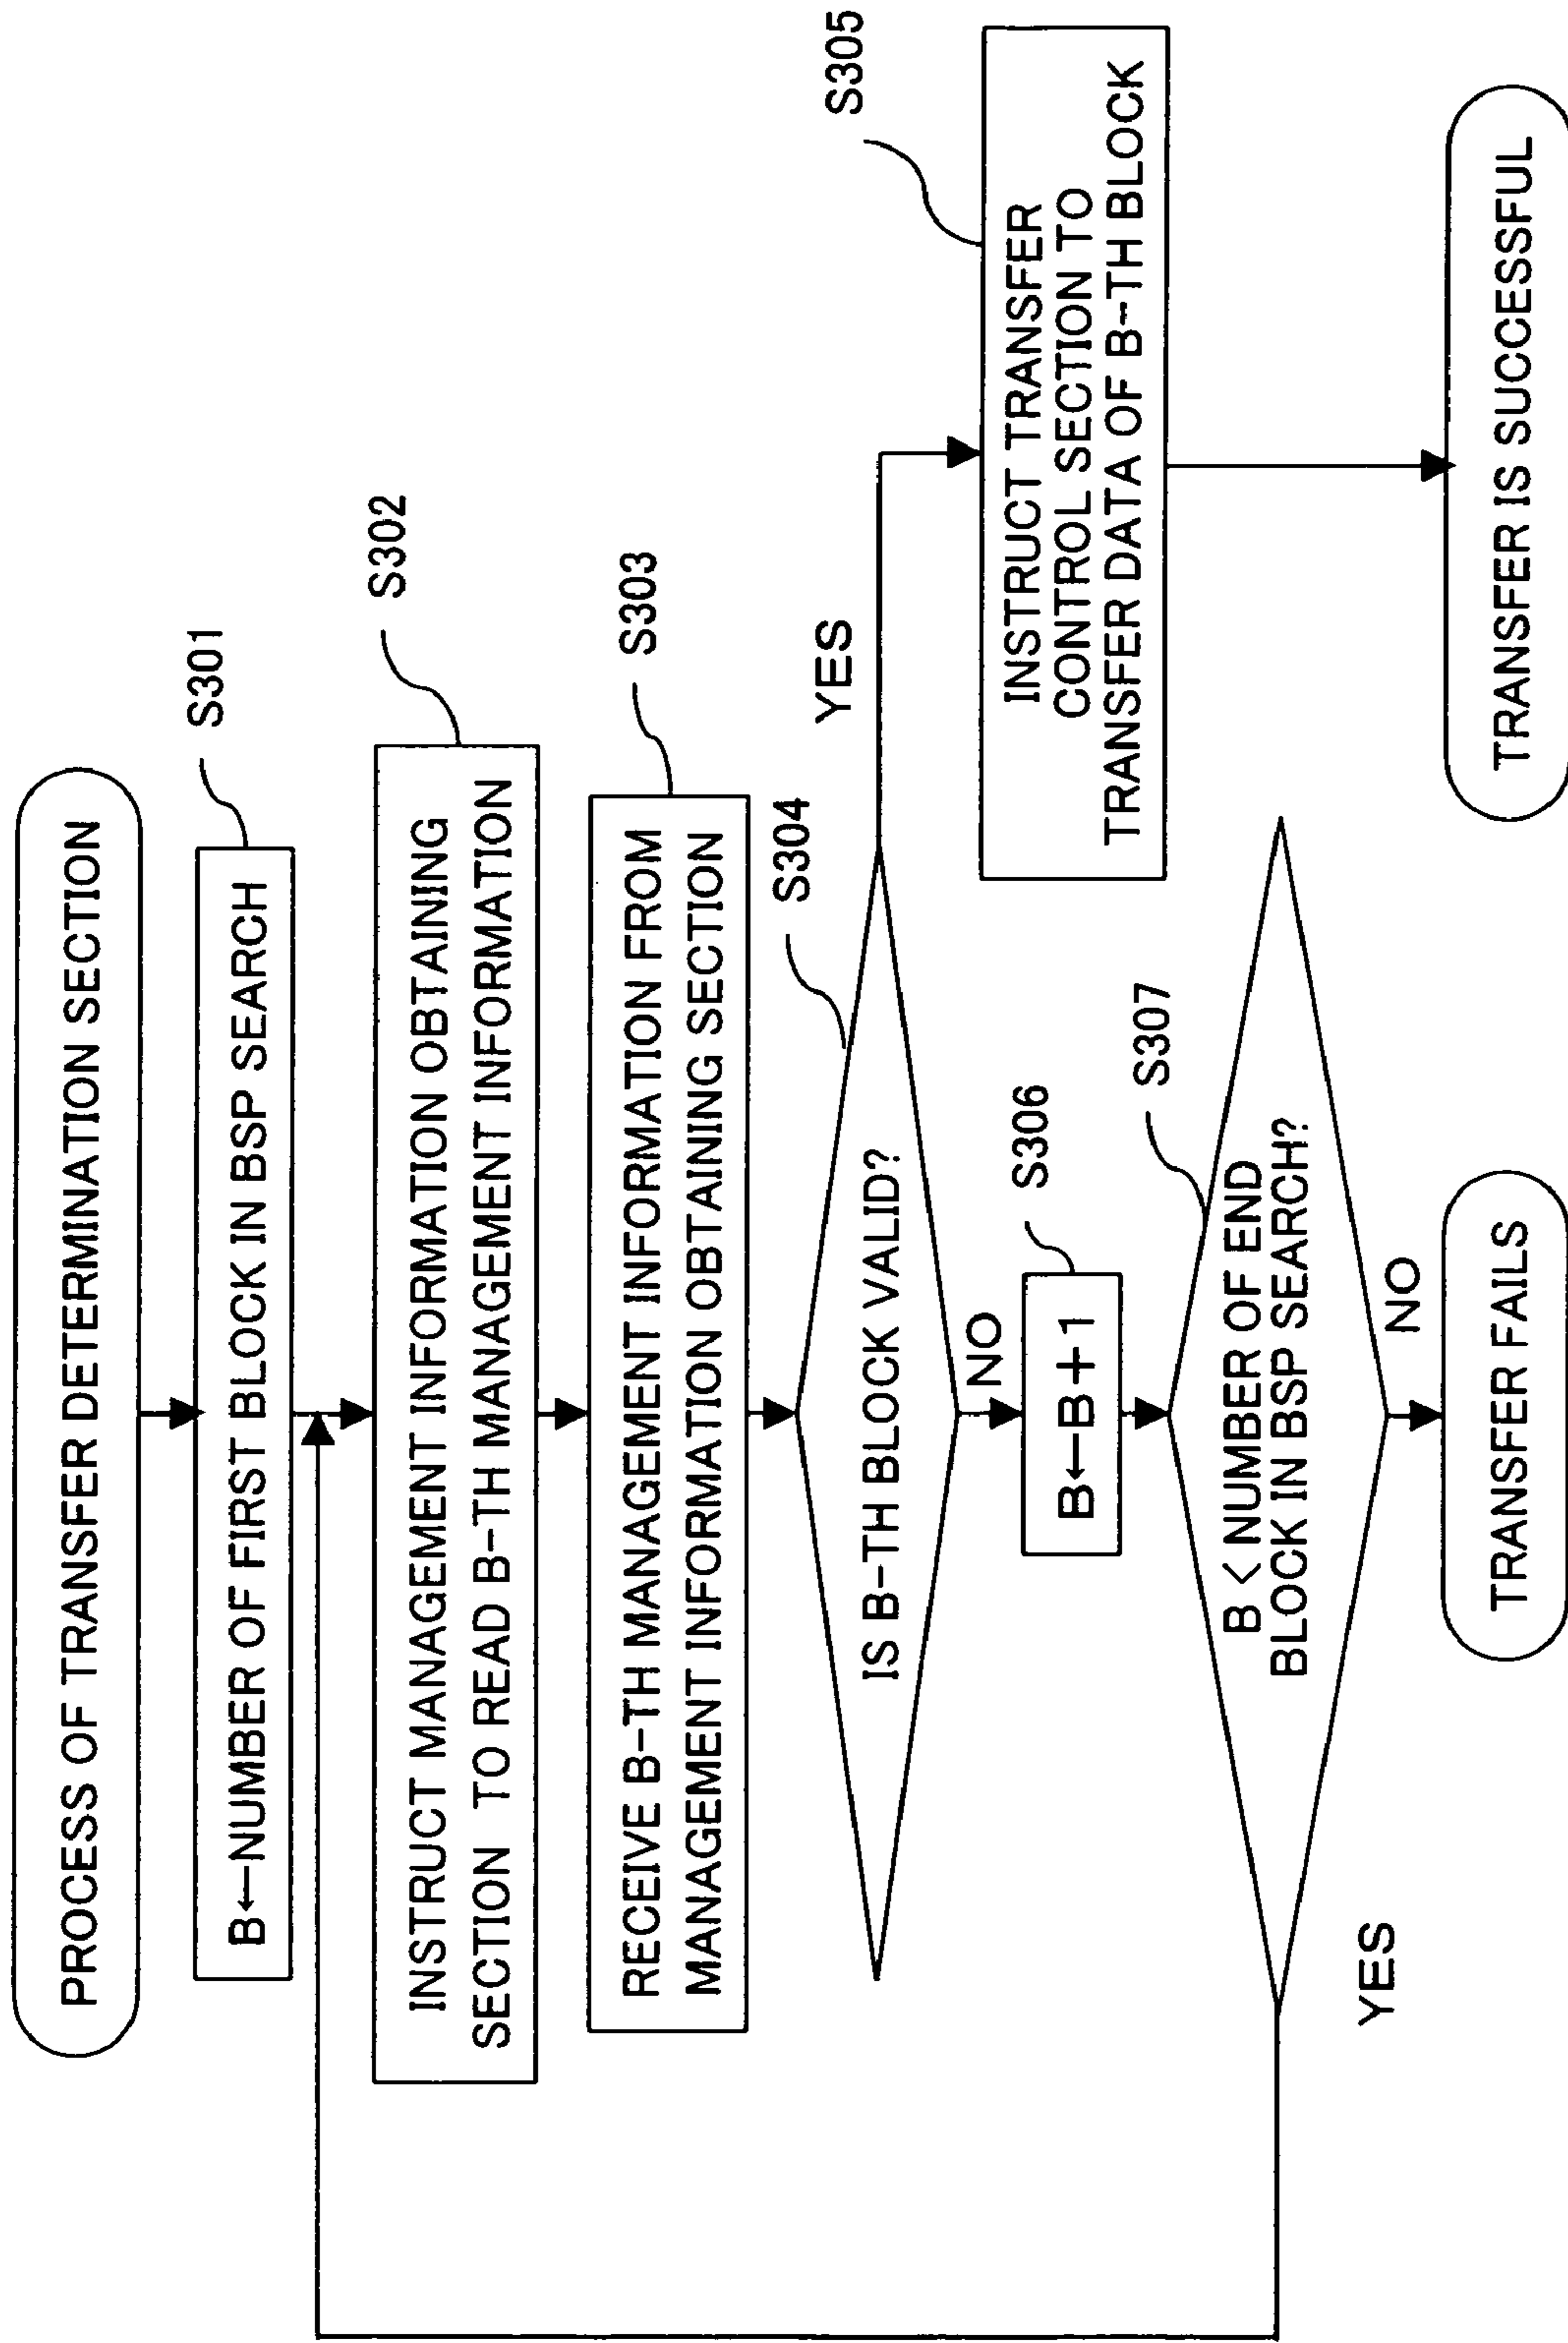 PROCESS OF TRANSFER DETERMINATION SECTION
S301
B←NUMBER OF FIRST BLOCK IN BSP SEARCH
S302
INSTRUCT MANAGEMENT INFORMATION OBTAINING
SECTION TO READ B-TH MANAGEMENT INFORMATION
S303
RECEIVE B-TH MANAGEMENT INFORMATION FROM
MANAGEMENT INFORMATION OBTAINING SECTION
S304
IS B-TH BLOCK VALID?
YES
S305
INSTRUCT TRANSFER
CONTROL SECTION TO
TRANSFER DATA OF B-TH BLOCK
NO
S306
B←B+1
S307
B < NUMBER OF END
BLOCK IN BSP SEARCH?
YES
NO
TRANSFER FAILS
TRANSFER IS SUCCESSFUL